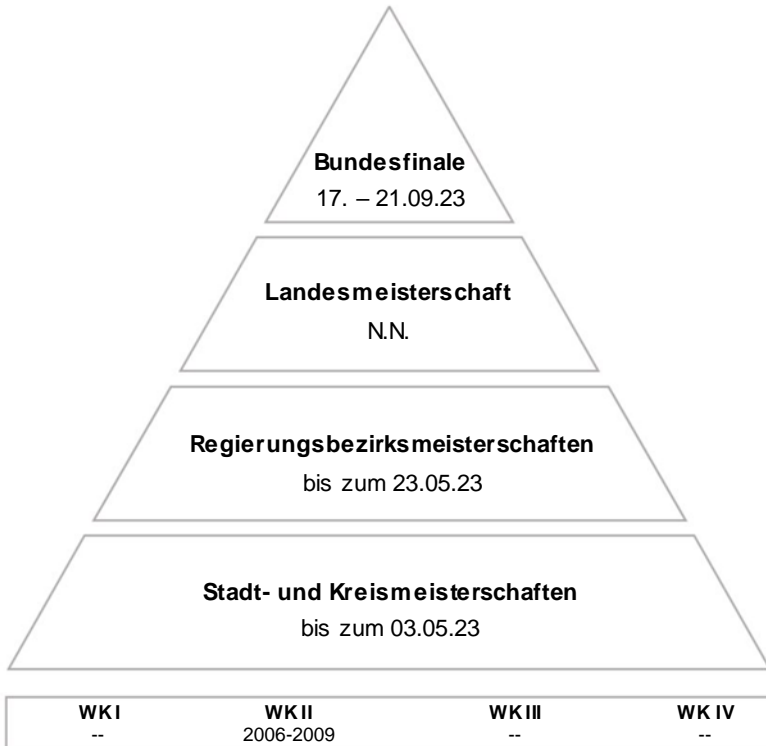 Bundesfinale
17. – 21.09.23
Landesmeisterschaft
N.N.
Regierungsbezirksmeisterschaften
bis zum 23.05.23
Stadt- und Kreismeisterschaften
bis zum 03.05.23
WK I WK II WK III WK IV
-- 2006-2009 -- --